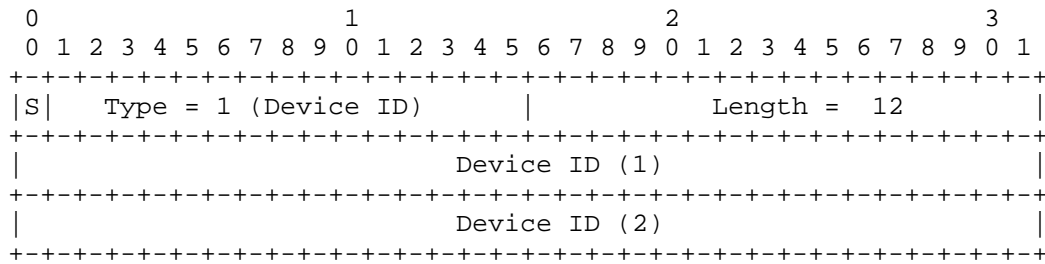 0                   1                   2                   3
 0 1 2 3 4 5 6 7 8 9 0 1 2 3 4 5 6 7 8 9 0 1 2 3 4 5 6 7 8 9 0 1
+-+-+-+-+-+-+-+-+-+-+-+-+-+-+-+-+-+-+-+-+-+-+-+-+-+-+-+-+-+-+-+-+
|S|   Type = 1 (Device ID)      |           Length =  12        |
+-+-+-+-+-+-+-+-+-+-+-+-+-+-+-+-+-+-+-+-+-+-+-+-+-+-+-+-+-+-+-+-+
|                           Device ID (1)                       |
+-+-+-+-+-+-+-+-+-+-+-+-+-+-+-+-+-+-+-+-+-+-+-+-+-+-+-+-+-+-+-+-+
|                           Device ID (2)                       |
+-+-+-+-+-+-+-+-+-+-+-+-+-+-+-+-+-+-+-+-+-+-+-+-+-+-+-+-+-+-+-+-+